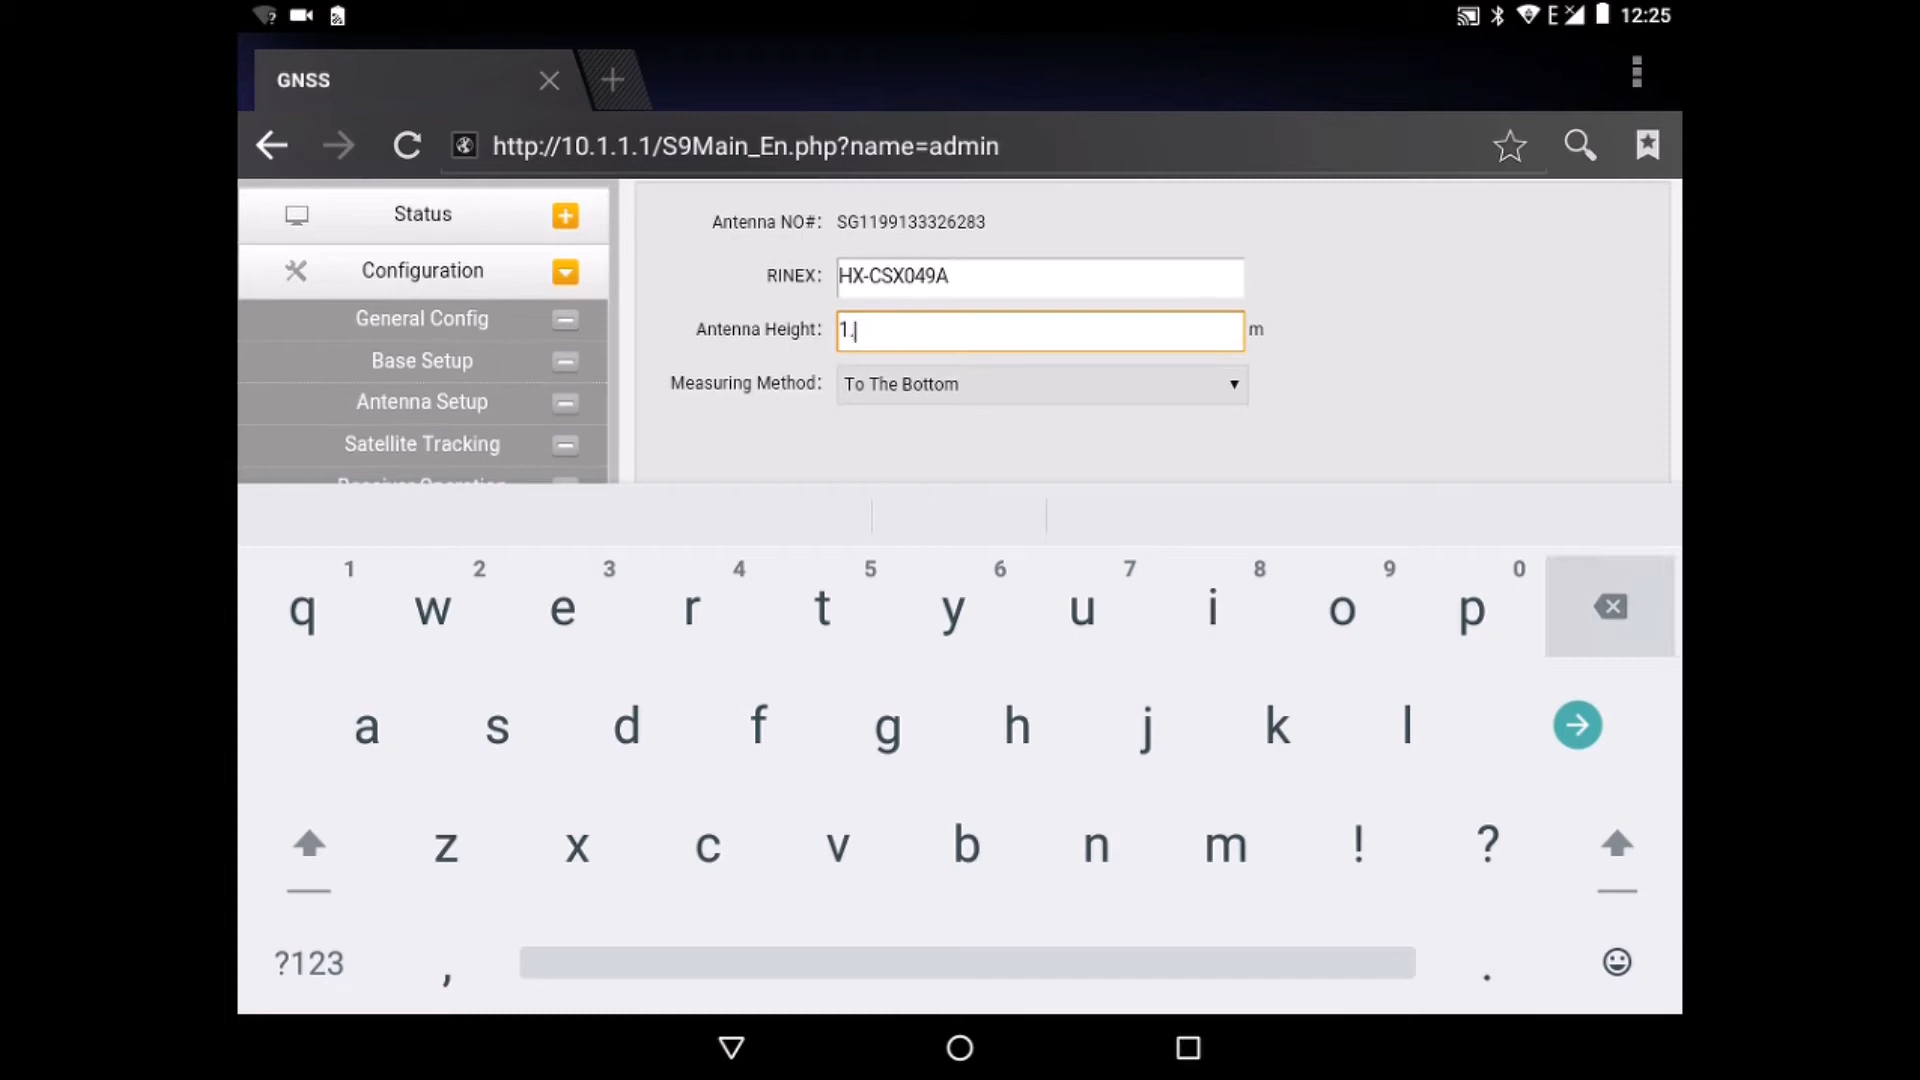 E 12:25
GNSS
http://10.1.1.1/S9Main_En.php?name=admin
Status
Configuration
General Config
Base Setup
Antenna Setup
Satellite Tracking
Receiver Operation
Antenna NO#: SG1199133326283
RINEX: HX-CSX049A
Antenna Height: 1. m
Measuring Method: To The Bottom
1 2 3 4 5 6 7 8 9 0
q w e r t y u i o p
a s d f g h j k l
z x c v b n m ! ?
?123 , .